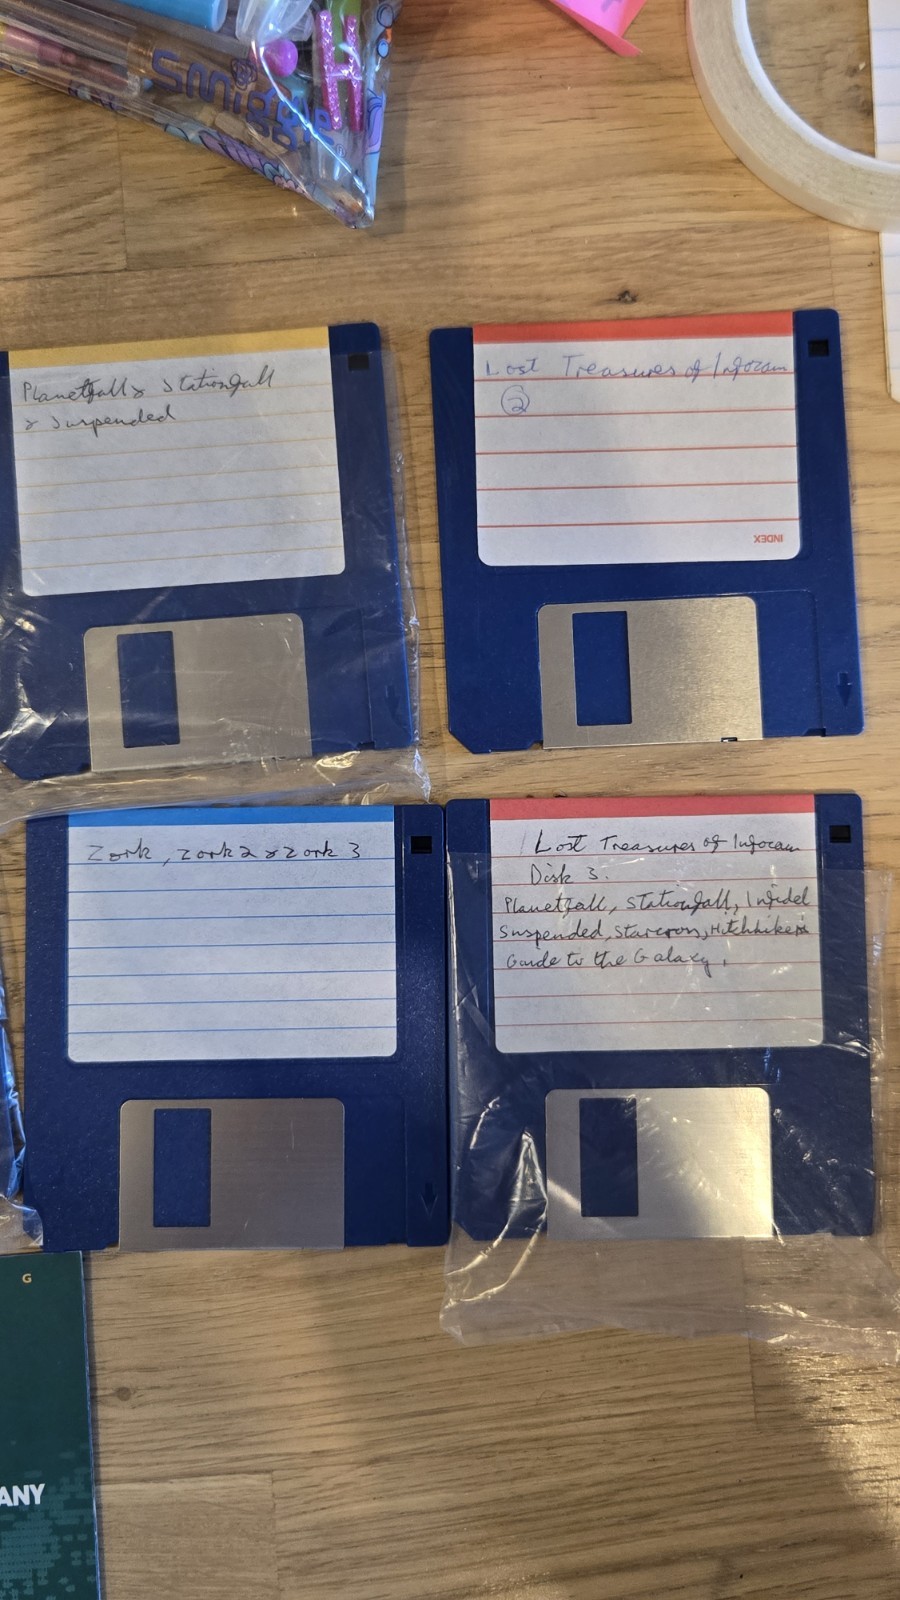 Smiggle
Planetfall & Stationfall
& Suspended
Lost Treasures of Infocom
2
INDEX
Zork, Zork 2 & Zork 3
Lost Treasures of Infocom
Disk 3.
Planetfall, Stationfall, Infidel
Suspended, Starcross, Hitchhikers
Guide to the Galaxy.
G
ANY